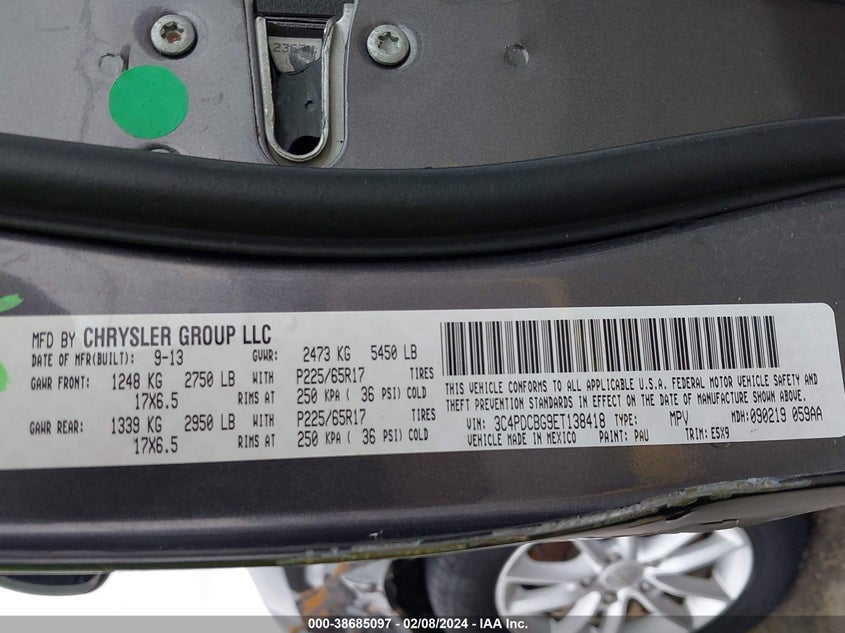 MFD BY CHRYSLER GROUP LLC
DATE OF MFR(BUILT): 9-13 GVWR: 2473 KG 5450 LB
GAWR FRONT: 1248 KG 2750 LB WITH P225/65R17 TIRES
17X6.5 RIMS AT 250 KPA ( 36 PSI) COLD
GAWR REAR: 1339 KG 2950 LB WITH P225/65R17 TIRES
17X6.5 RIMS AT 250 KPA ( 36 PSI) COLD
THIS VEHICLE CONFORMS TO ALL APPLICABLE U.S.A. FEDERAL MOTOR VEHICLE SAFETY AND
THEFT PREVENTION STANDARDS IN EFFECT ON THE DATE OF MANUFACTURE SHOWN ABOVE.
VIN: 3C4PDCBG9ET138418 TYPE: MPV MDH:090219 059AA
VEHICLE MADE IN MEXICO PAINT: PAU TRIM: E5X9
000-38685097 - 02/08/2024 - IAA Inc.